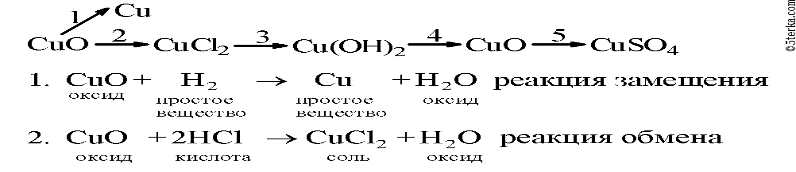 1 Cu
CuO 2 CuCl₂ 3 Cu(OH)₂ 4 CuO 5 CuSO₄
1. CuO + H₂ → Cu + H₂O реакция замещения
оксид простое вещество простое вещество оксид
2. CuO + 2HCl → CuCl₂ + H₂O реакция обмена
оксид кислота соль оксид
©5terka.com